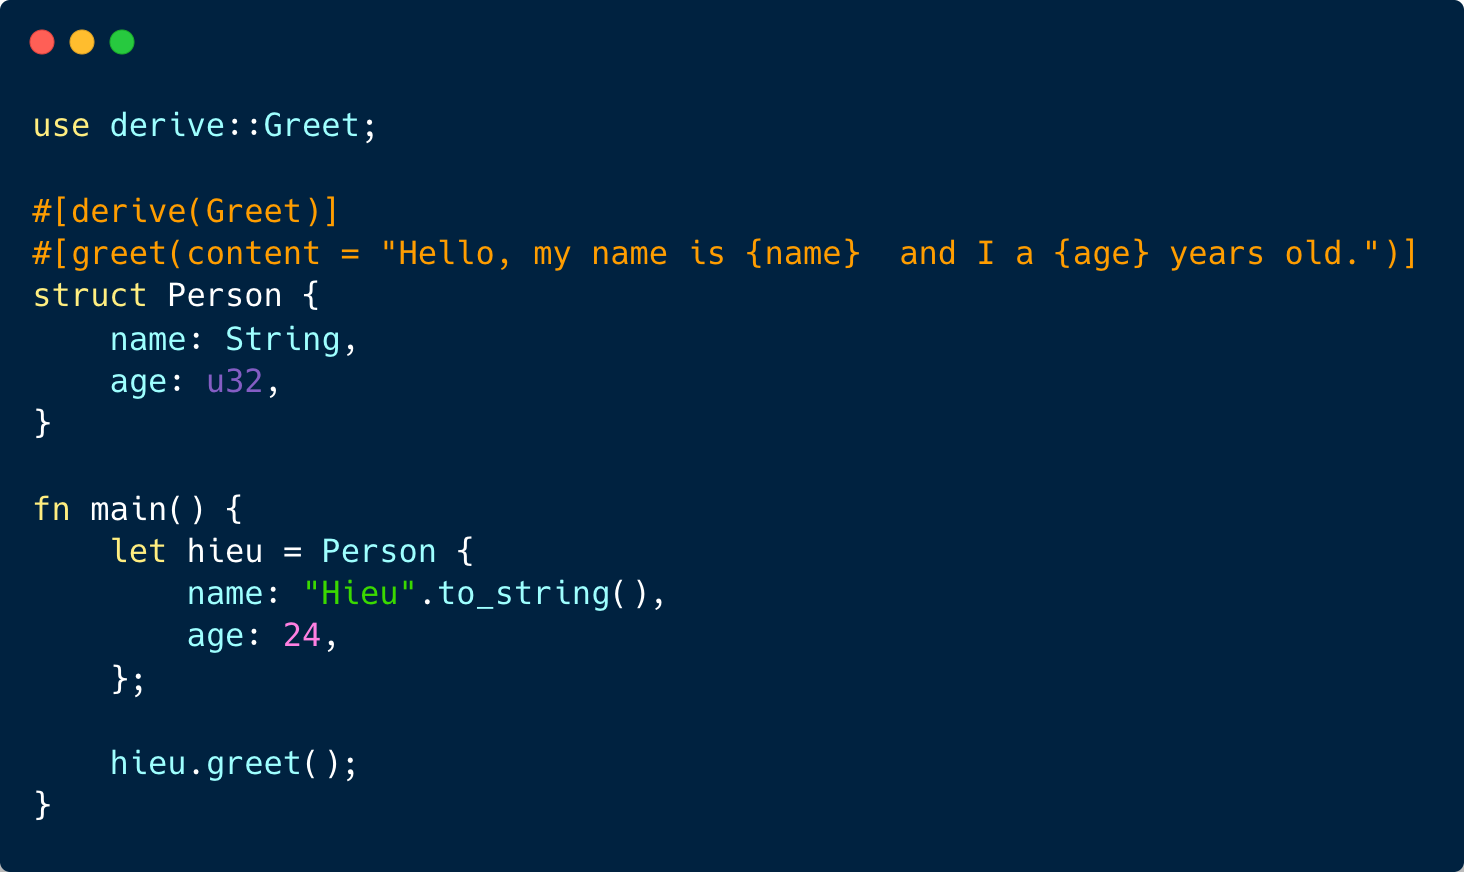 use derive::Greet;
#[derive(Greet)]
#[greet(content = "Hello, my name is {name}  and I a {age} years old.")]
struct Person {
    name: String,
    age: u32,
}
fn main() {
    let hieu = Person {
        name: "Hieu".to_string(),
        age: 24,
    };
    hieu.greet();
}